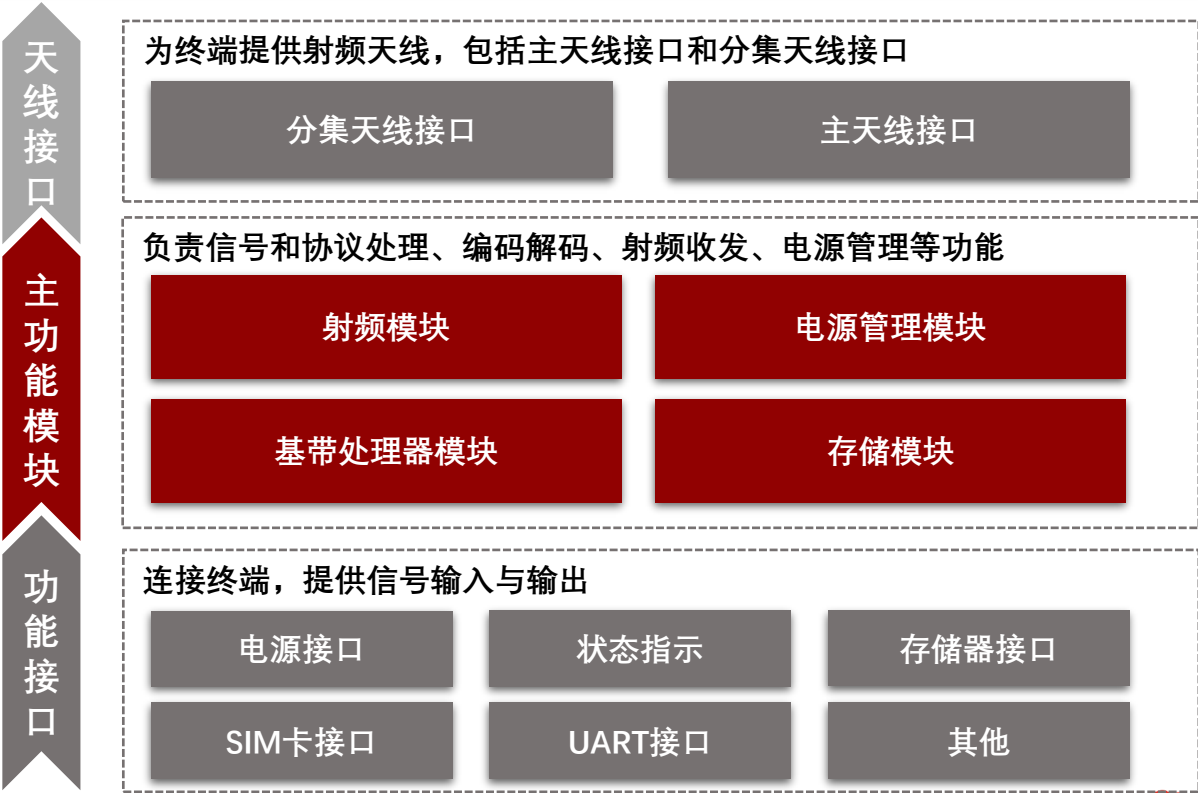 天线接口
为终端提供射频天线，包括主天线接口和分集天线接口
分集天线接口
主天线接口
主功能模块
负责信号和协议处理、编码解码、射频收发、电源管理等功能
射频模块
电源管理模块
基带处理器模块
存储模块
功能接口
连接终端，提供信号输入与输出
电源接口
状态指示
存储器接口
SIM卡接口
UART接口
其他